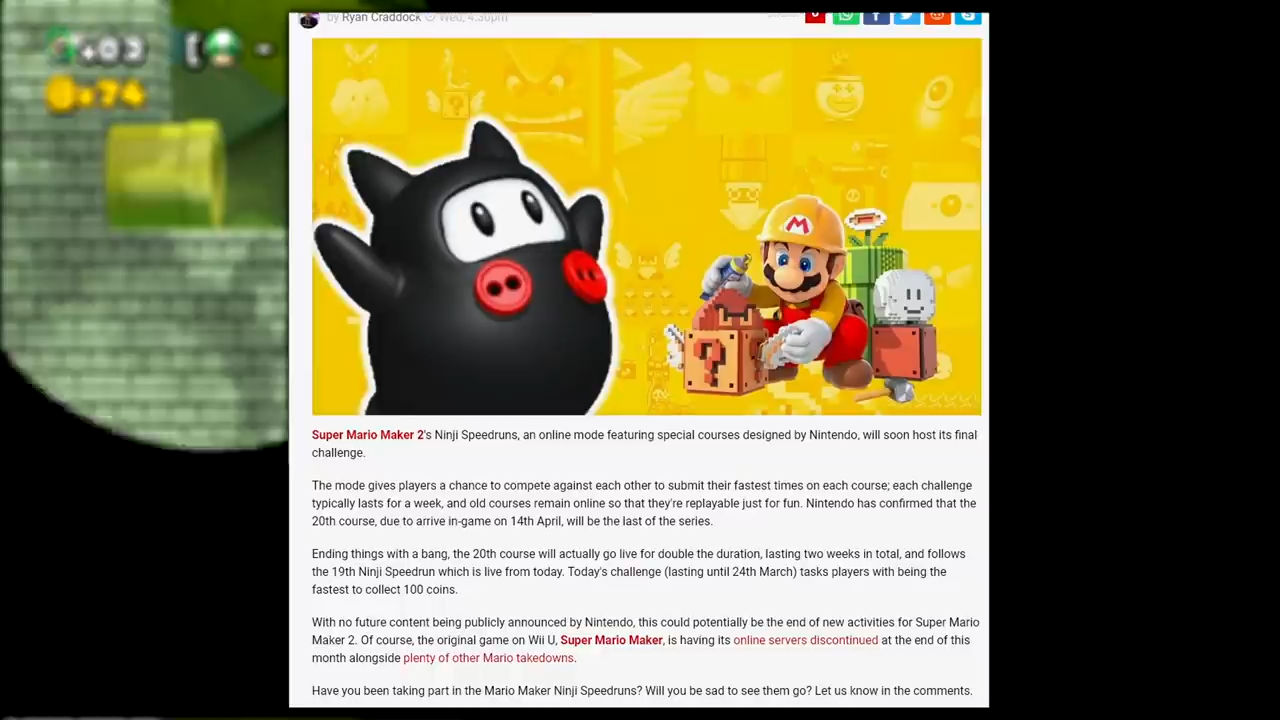 +02
×74
by Ryan Craddock Wed, 4:30pm
Super Mario Maker 2's Ninji Speedruns, an online mode featuring special courses designed by Nintendo, will soon host its final
challenge.
The mode gives players a chance to compete against each other to submit their fastest times on each course; each challenge
typically lasts for a week, and old courses remain online so that they're replayable just for fun. Nintendo has confirmed that the
20th course, due to arrive in-game on 14th April, will be the last of the series.
Ending things with a bang, the 20th course will actually go live for double the duration, lasting two weeks in total, and follows
the 19th Ninji Speedrun which is live from today. Today's challenge (lasting until 24th March) tasks players with being the
fastest to collect 100 coins.
With no future content being publicly announced by Nintendo, this could potentially be the end of new activities for Super Mario
Maker 2. Of course, the original game on Wii U, Super Mario Maker, is having its online servers discontinued at the end of this
month alongside plenty of other Mario takedowns.
Have you been taking part in the Mario Maker Ninji Speedruns? Will you be sad to see them go? Let us know in the comments.